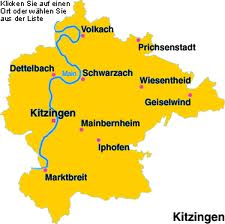 Klicken Sie auf einen
Ort oder wählen Sie
aus der Liste
Volkach
Prichsenstadt
Dettelbach
Main
Schwarzach
Wiesentheid
Geiselwind
Kitzingen
Mainbernheim
Iphofen
Marktbreit
Kitzingen